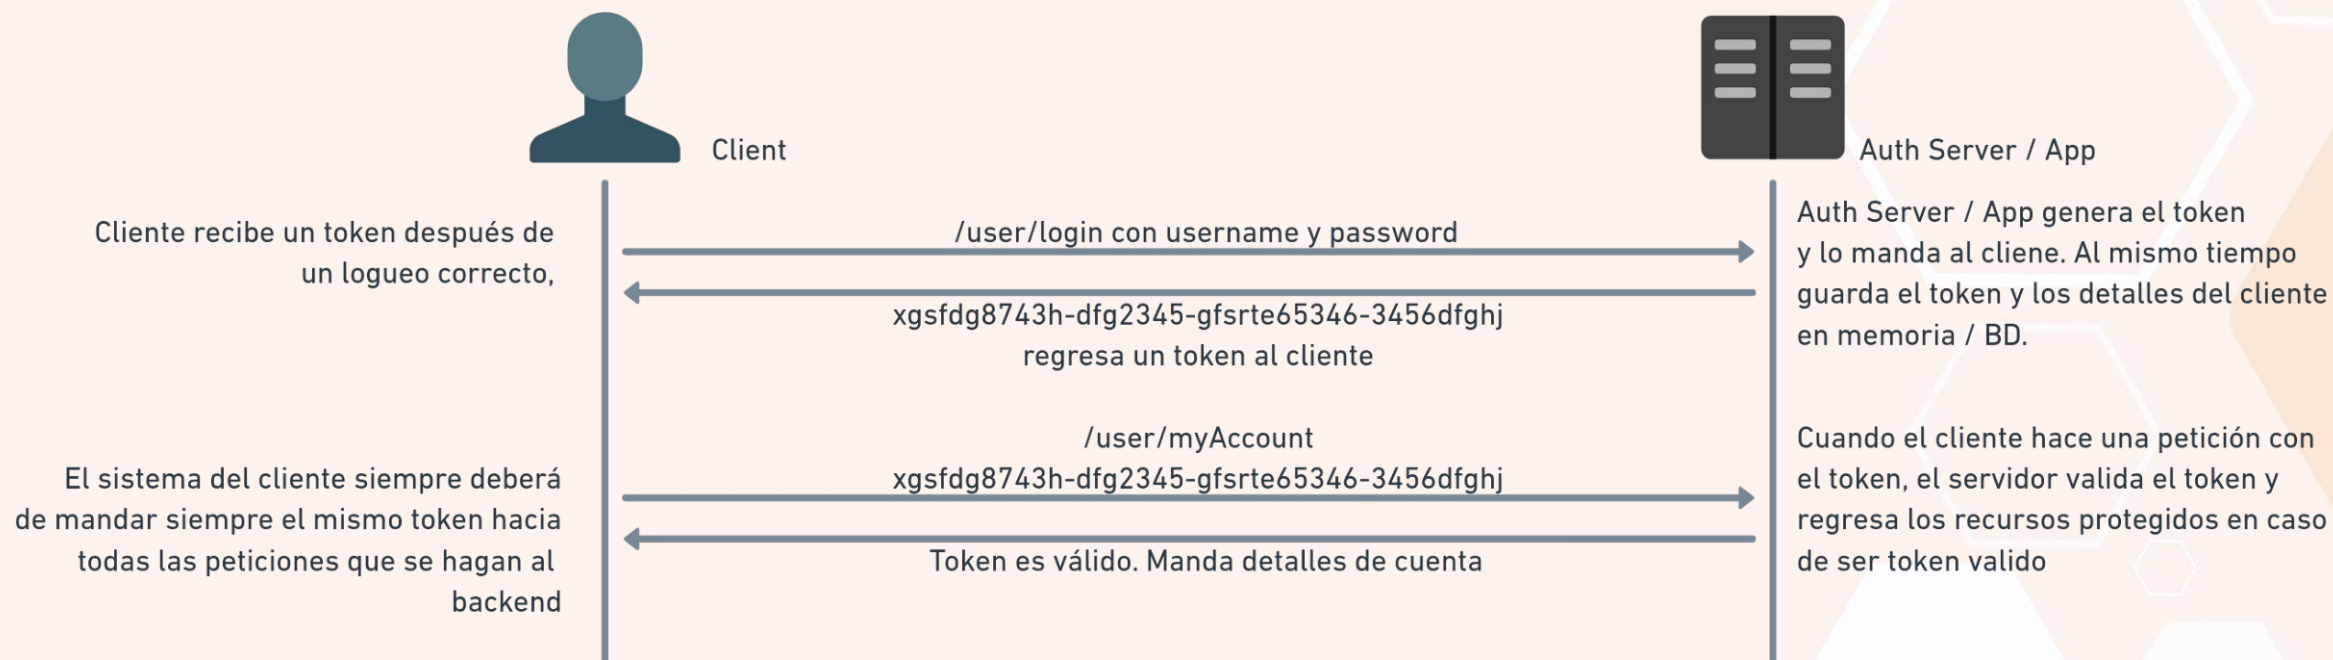 Client
Auth Server / App
Cliente recibe un token después de
un logueo correcto,
/user/login con username y password
xgsfdg8743h-dfg2345-gfsrte65346-3456dfghj
regresa un token al cliente
Auth Server / App genera el token
y lo manda al cliene. Al mismo tiempo
guarda el token y los detalles del cliente
en memoria / BD.
El sistema del cliente siempre deberá
de mandar siempre el mismo token hacia
todas las peticiones que se hagan al
backend
/user/myAccount
xgsfdg8743h-dfg2345-gfsrte65346-3456dfghj
Token es válido. Manda detalles de cuenta
Cuando el cliente hace una petición con
el token, el servidor valida el token y
regresa los recursos protegidos en caso
de ser token valido